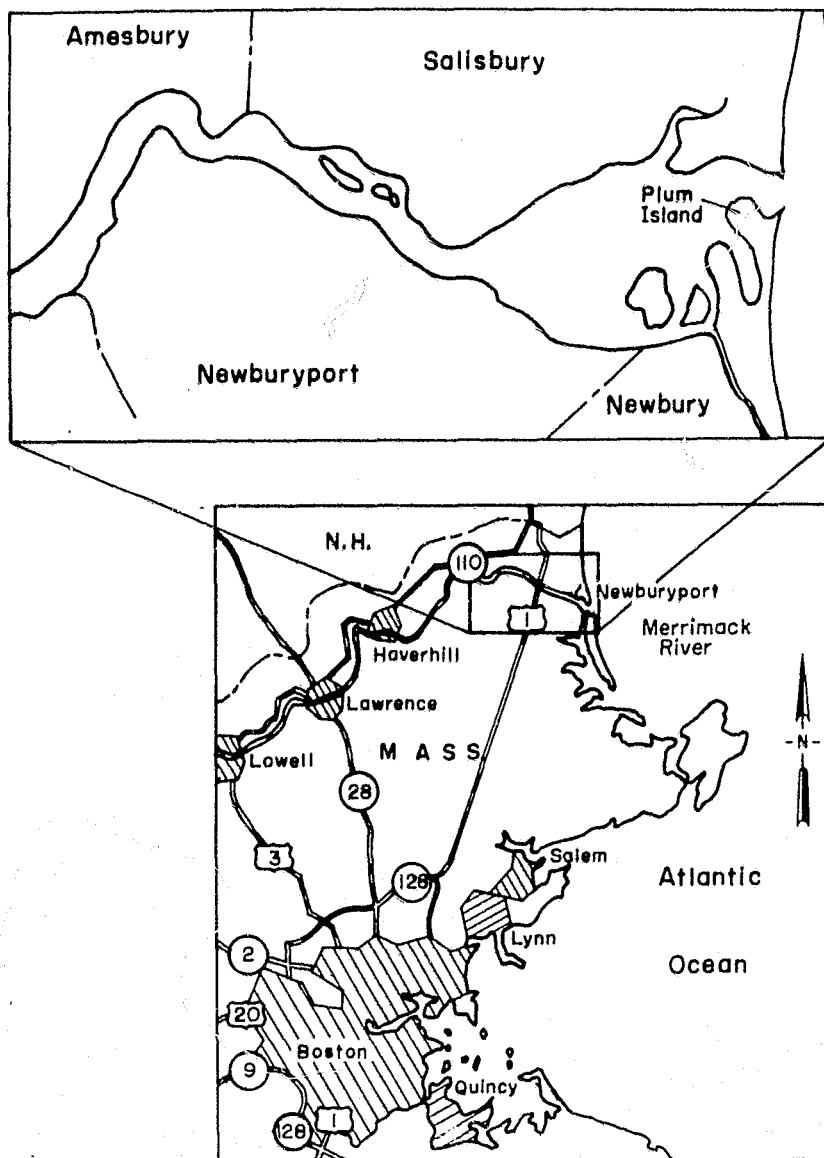 Amesbury
Salisbury
Plum
Island
Newburyport
Newbury
N.H.
110
Newburyport
1
Merrimack
River
Haverhill
Lawrence
MASS.
Lowell
-N-
28
3
128
Salem
Atlantic
Lynn
2
Ocean
20
Boston
9
Quincy
1
128